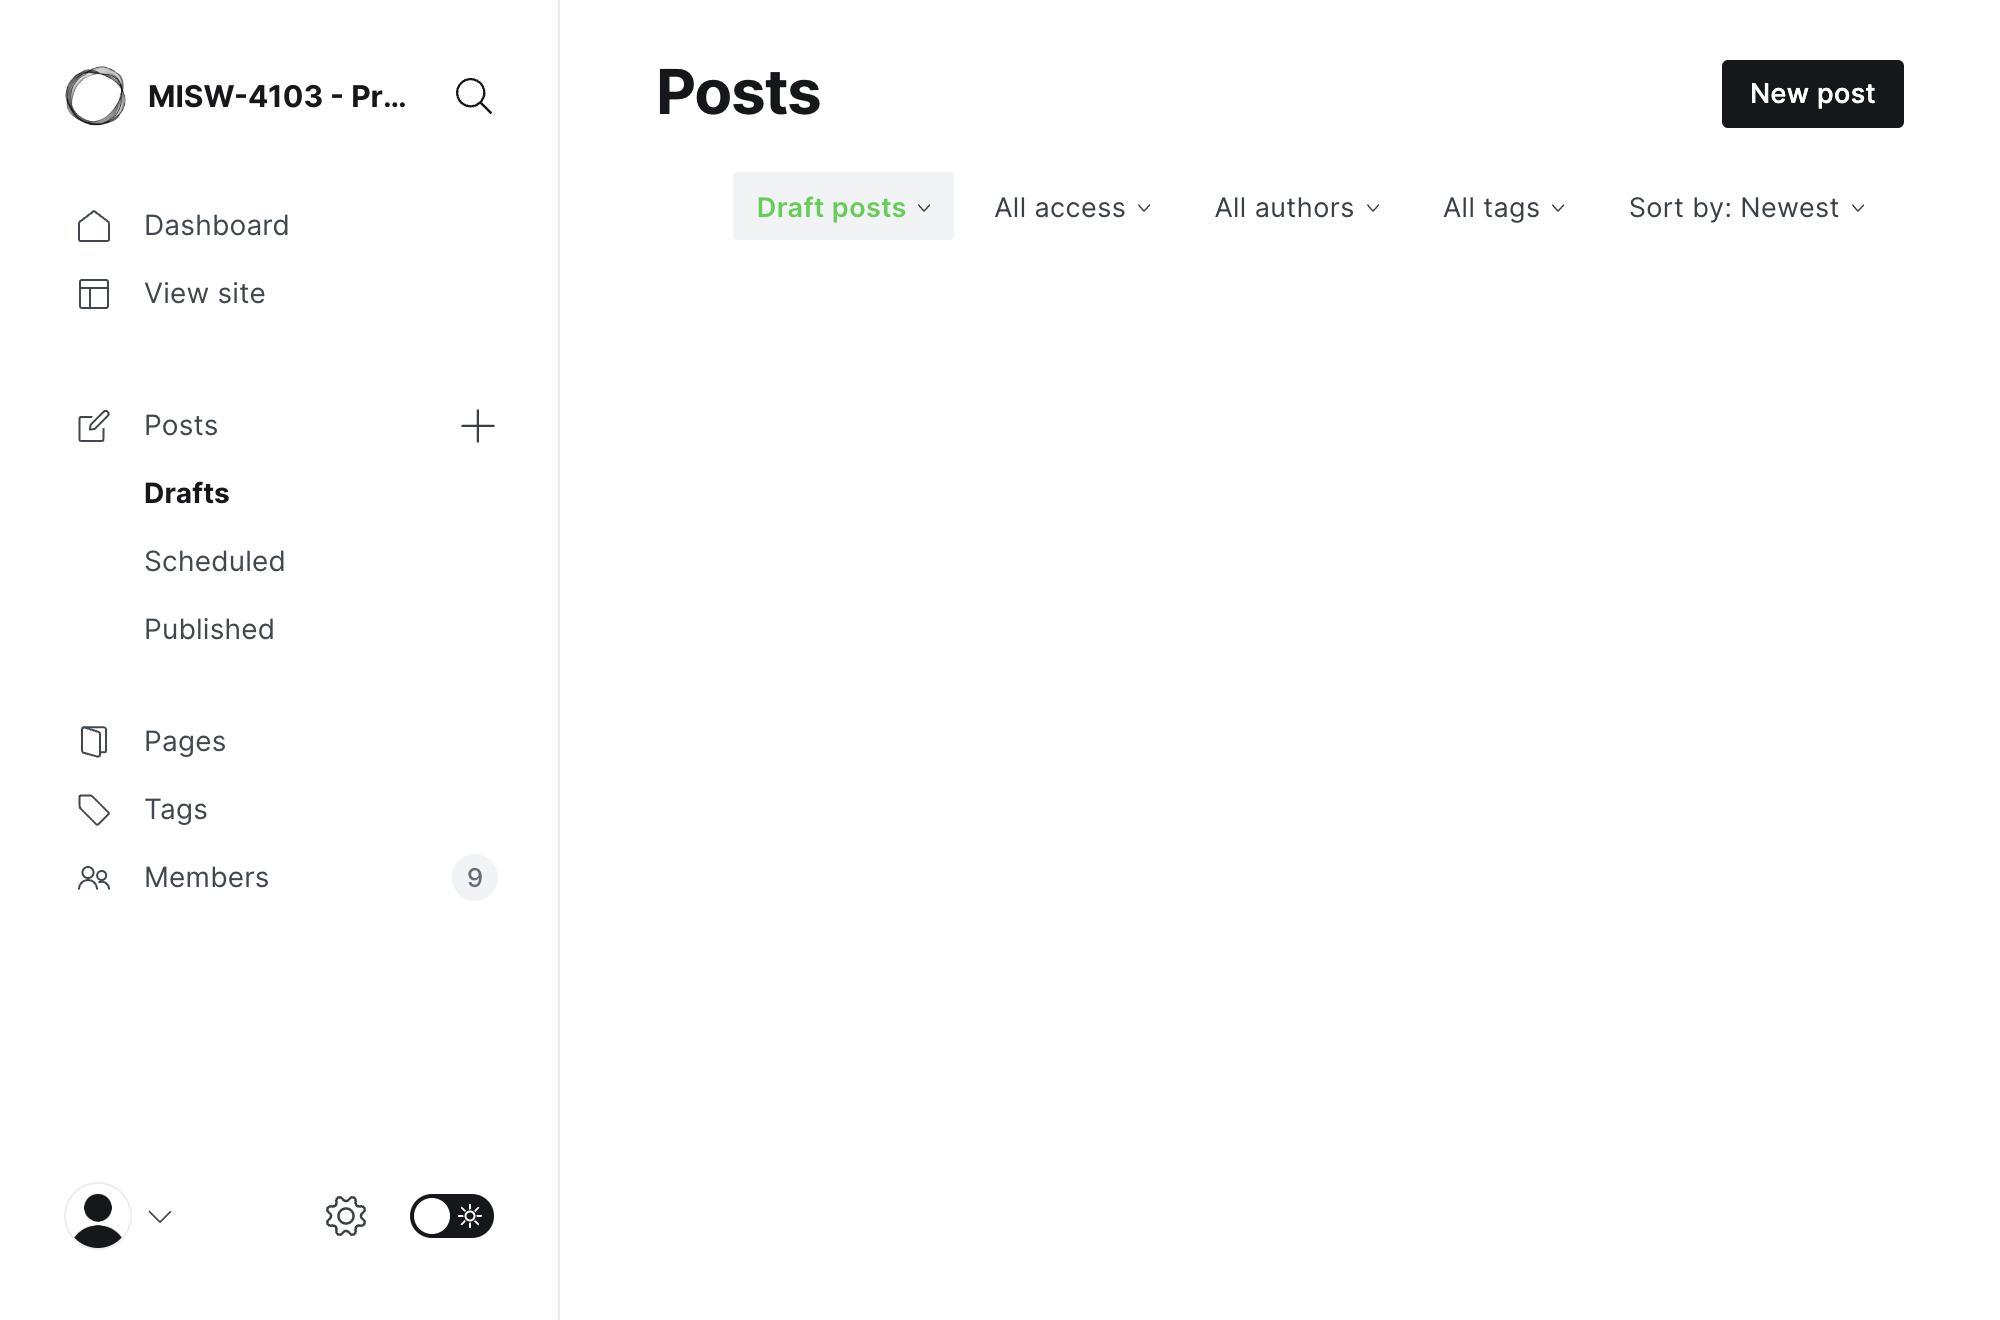 MISW-4103 - Pr...
Dashboard
View site
Posts
Drafts
Scheduled
Published
Pages
Tags
Members 9
Posts
New post
Draft posts All access All authors All tags Sort by: Newest